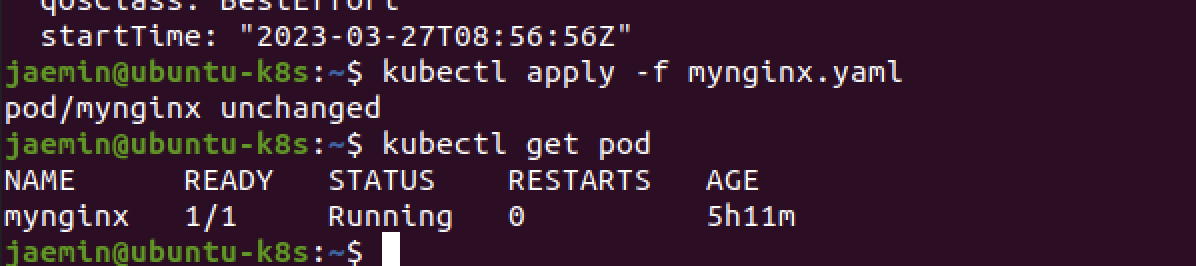 qosClass: BestEffort
startTime: "2023-03-27T08:56:56Z"
jaemin@ubuntu-k8s:~$ kubectl apply -f mynginx.yaml
pod/mynginx unchanged
jaemin@ubuntu-k8s:~$ kubectl get pod
NAME READY STATUS RESTARTS AGE
mynginx 1/1 Running 0 5h11m
jaemin@ubuntu-k8s:~$